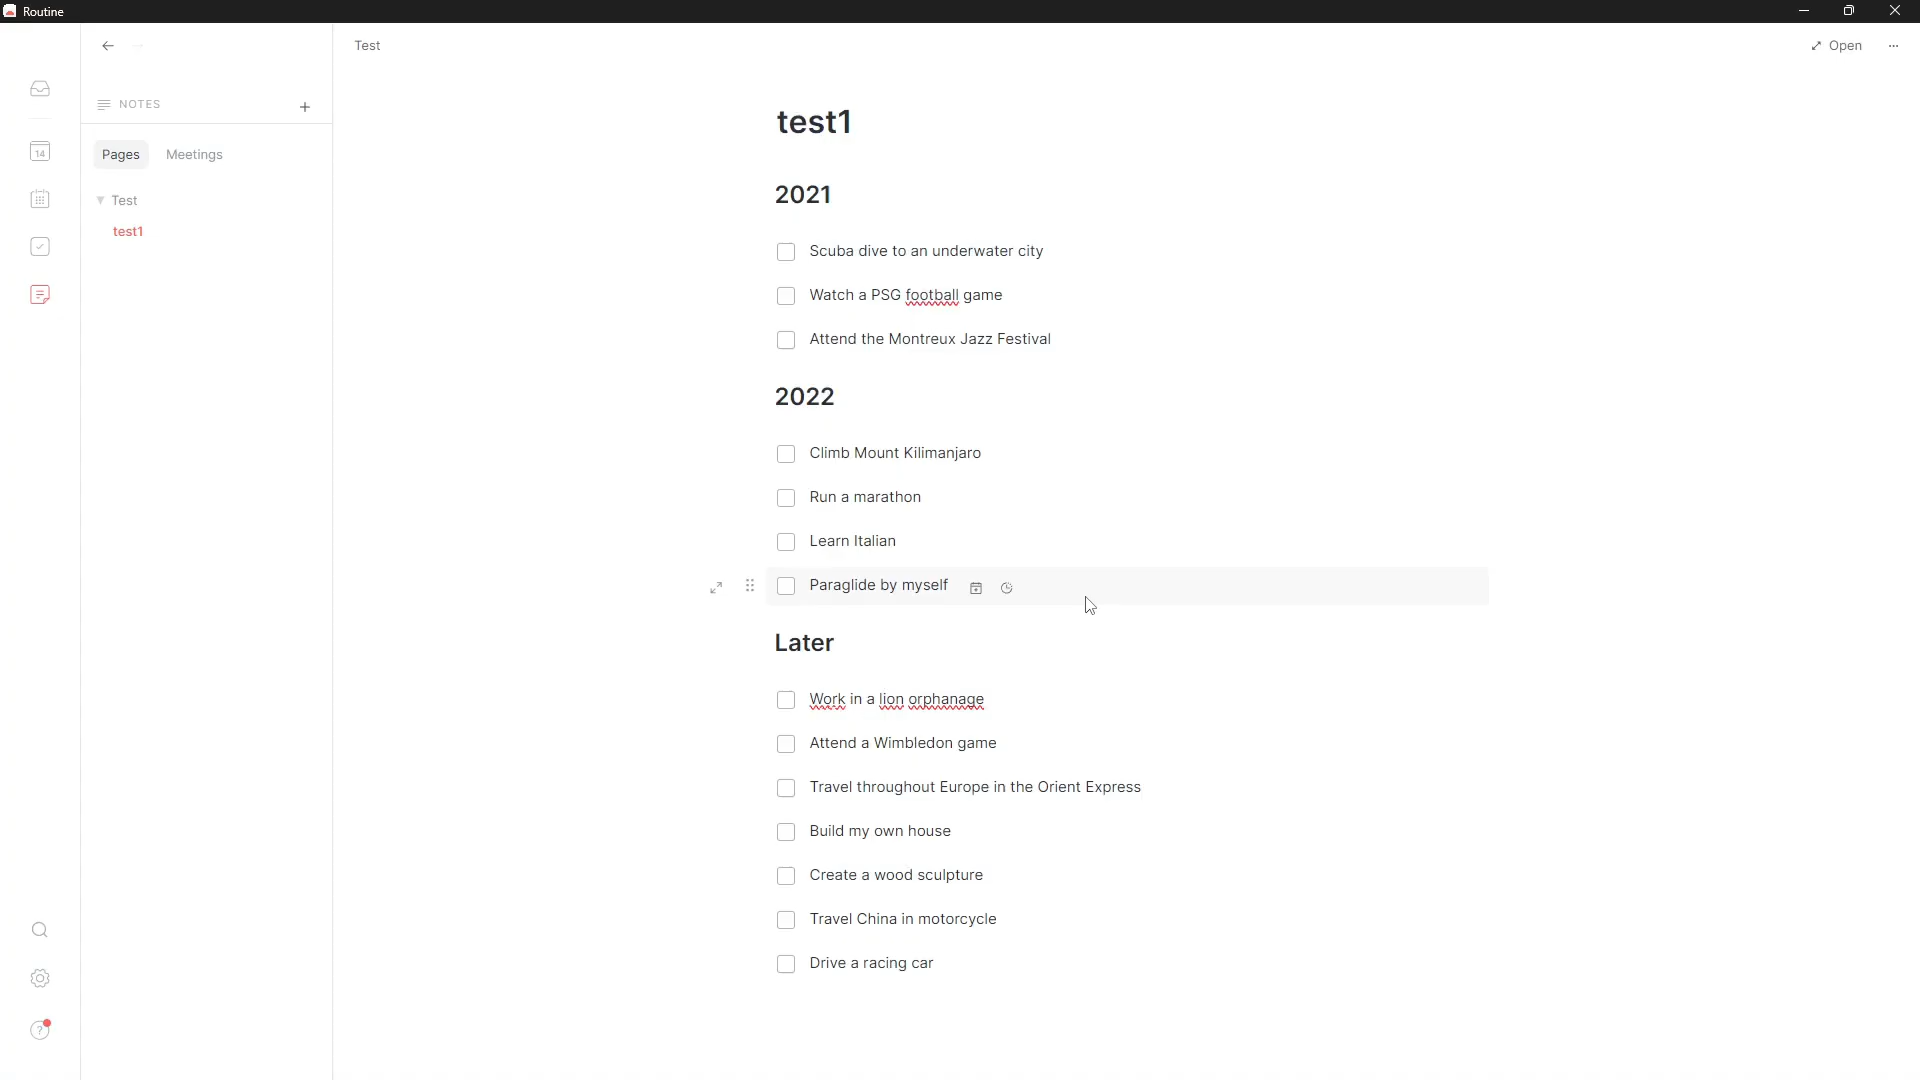 Routine
Test
Open
NOTES
Pages
Meetings
Test
test1
14
test1
2021
Scuba dive to an underwater city
Watch a PSG football game
Attend the Montreux Jazz Festival
2022
Climb Mount Kilimanjaro
Run a marathon
Learn Italian
Paraglide by myself
Later
Work in a lion orphanage
Attend a Wimbledon game
Travel throughout Europe in the Orient Express
Build my own house
Create a wood sculpture
Travel China in motorcycle
Drive a racing car